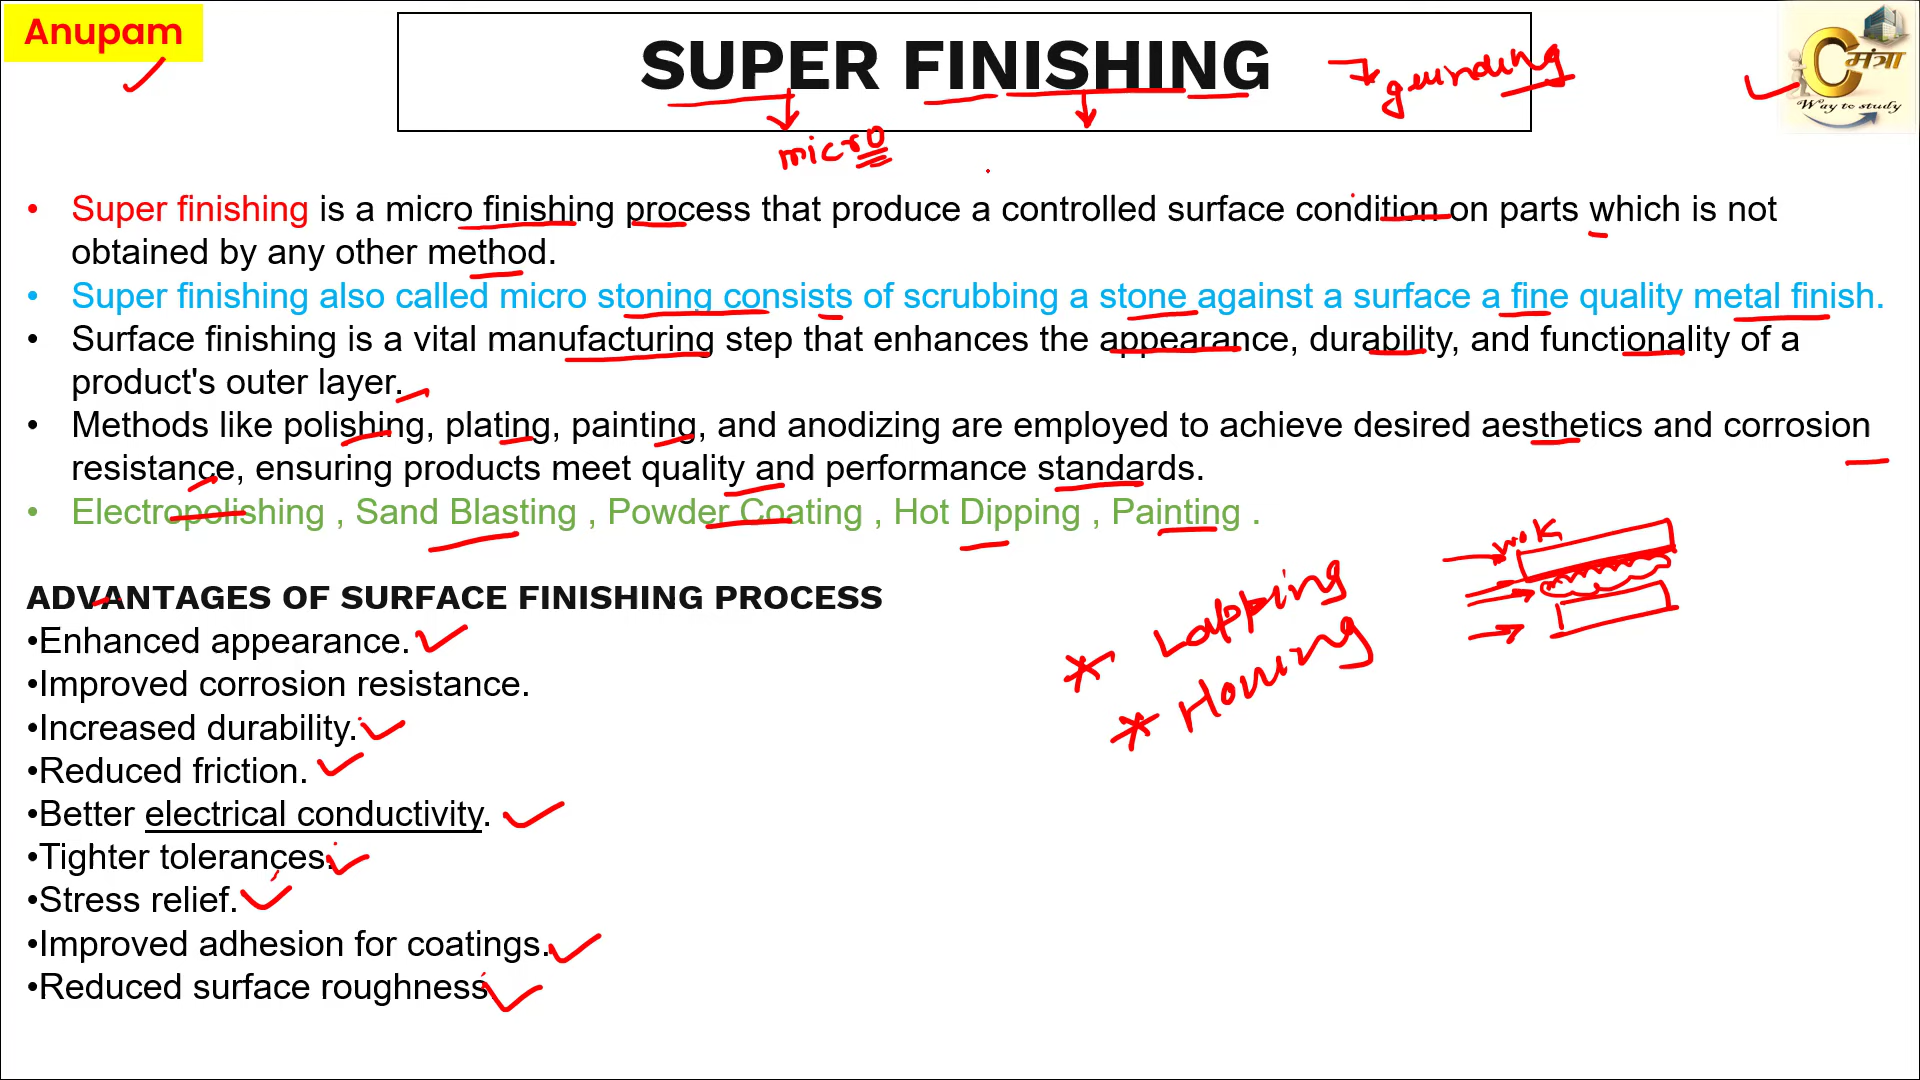 Anupam
SUPER FINISHING
grinding
micro
C मंत्रा
Way to study
• Super finishing is a micro finishing process that produce a controlled surface condition on parts which is not
obtained by any other method.
• Super finishing also called micro stoning consists of scrubbing a stone against a surface a fine quality metal finish.
• Surface finishing is a vital manufacturing step that enhances the appearance, durability, and functionality of a
product's outer layer.
• Methods like polishing, plating, painting, and anodizing are employed to achieve desired aesthetics and corrosion
resistance, ensuring products meet quality and performance standards.
• Electropolishing , Sand Blasting , Powder Coating , Hot Dipping , Painting .
ADVANTAGES OF SURFACE FINISHING PROCESS
•Enhanced appearance.
•Improved corrosion resistance.
•Increased durability.
•Reduced friction.
•Better electrical conductivity.
•Tighter tolerances.
•Stress relief.
•Improved adhesion for coatings.
•Reduced surface roughness
* Lapping
* Honing